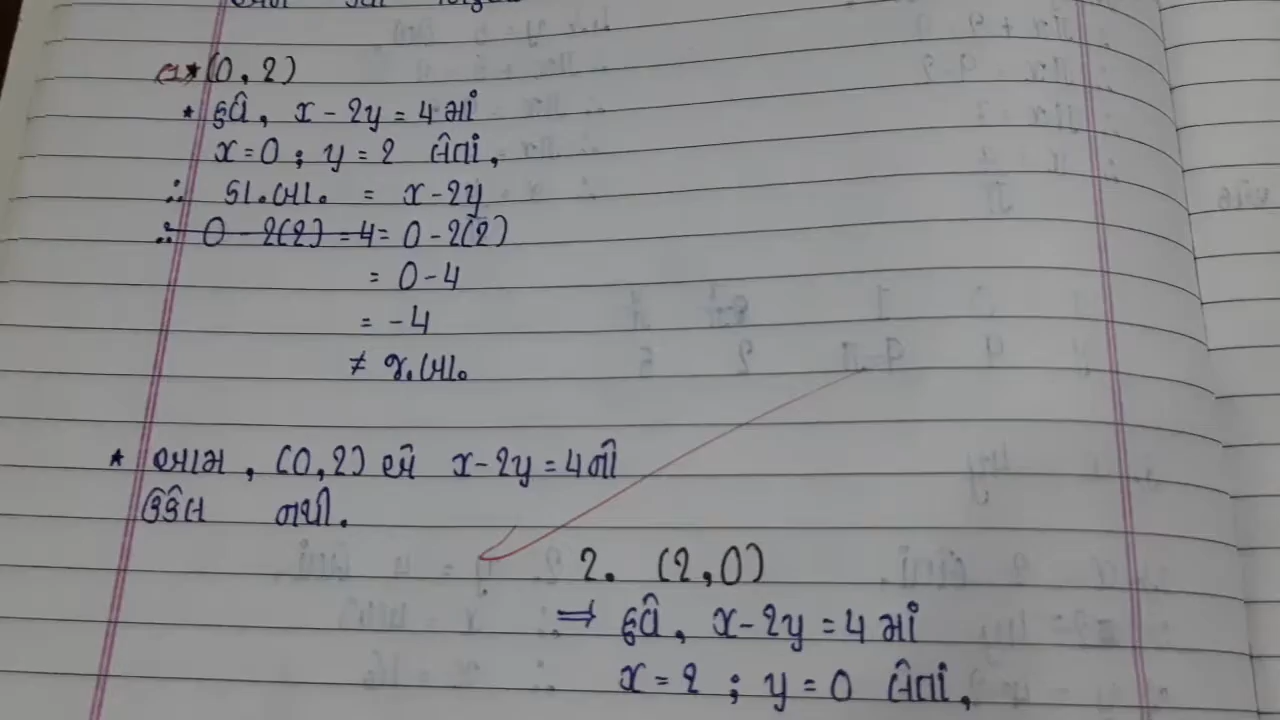 (0, 2)
* હવે, x - 2y = 4 માં
x = 0 ; y = 2 લેતાં,
∴ ડા.બા. = x - 2y
∴ 0 - 2(2) = 4 = 0 - 2(2)
= 0 - 4
= -4
≠ જ.બા.
* આમ, (0, 2) એ x - 2y = 4 નો
ઉકેલ નથી.
2. (2, 0)
⇒ હવે, x - 2y = 4 માં
x = 2 ; y = 0 લેતાં,